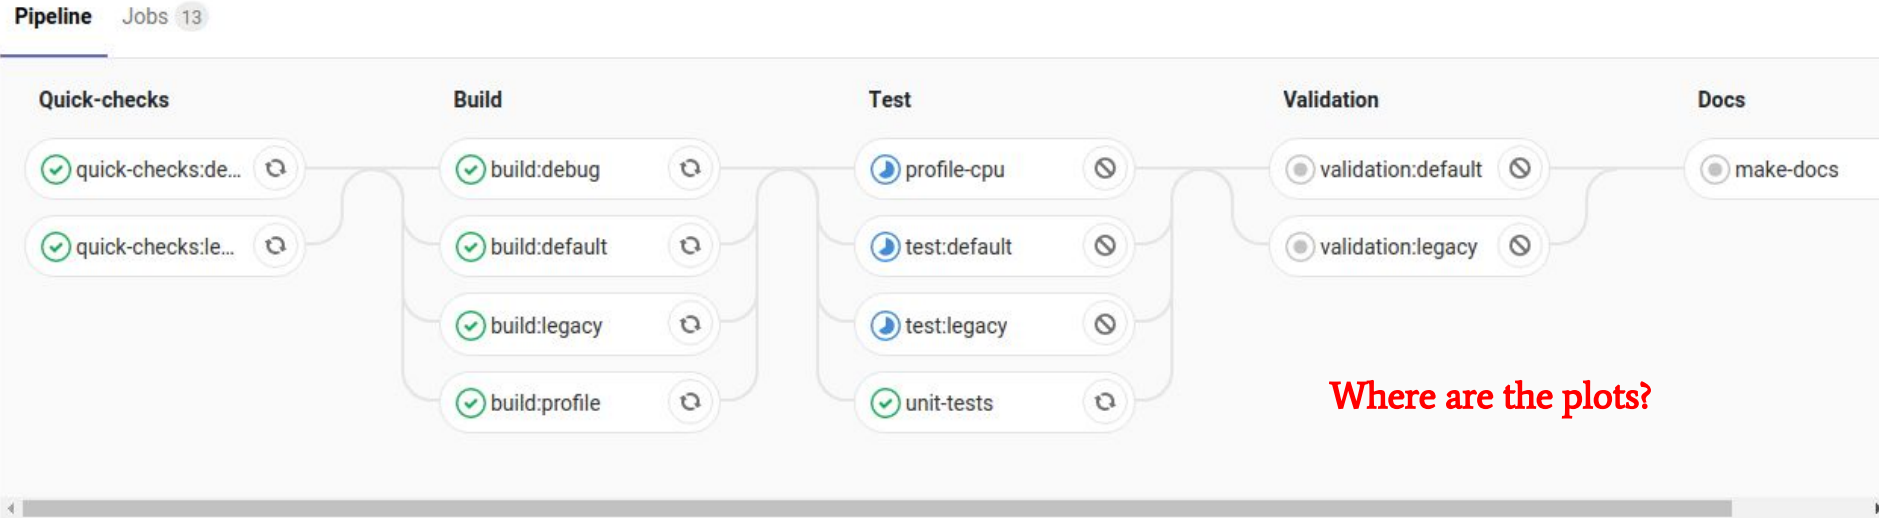 Pipeline Jobs 13
Quick-checks Build Test Validation Docs
quick-checks:de... build:debug profile-cpu validation:default make-docs
quick-checks:le... build:default test:default validation:legacy
build:legacy test:legacy
build:profile unit-tests
Where are the plots?